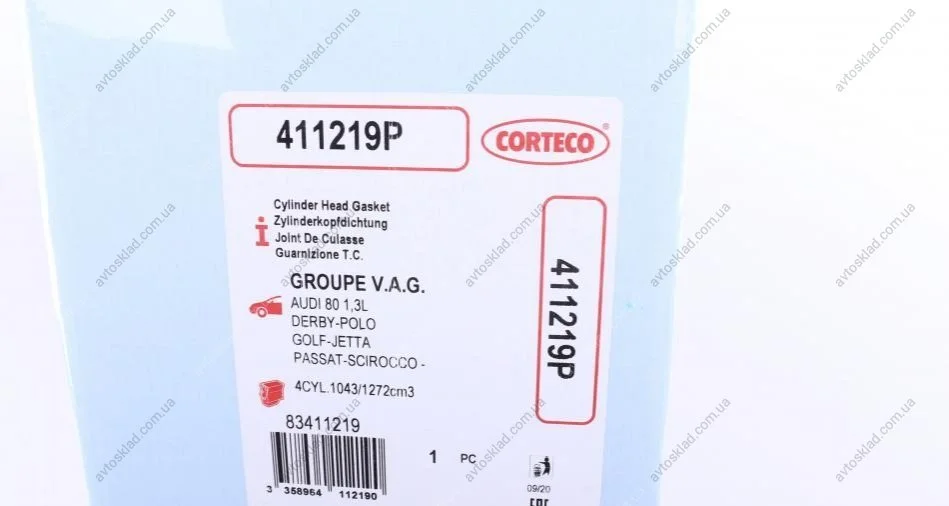 411219P
CORTECO
®
Cylinder Head Gasket
Zylinderkopfdichtung
Joint De Culasse
Guarnizione T.C.
GROUPE V.A.G.
AUDI 80 1,3L
DERBY-POLO
GOLF-JETTA
PASSAT-SCIROCCO -
4CYL.1043/1272cm3
411219P
83411219
3 358964 112190
1 PC
09/20
EAC
avtosklad.com.ua